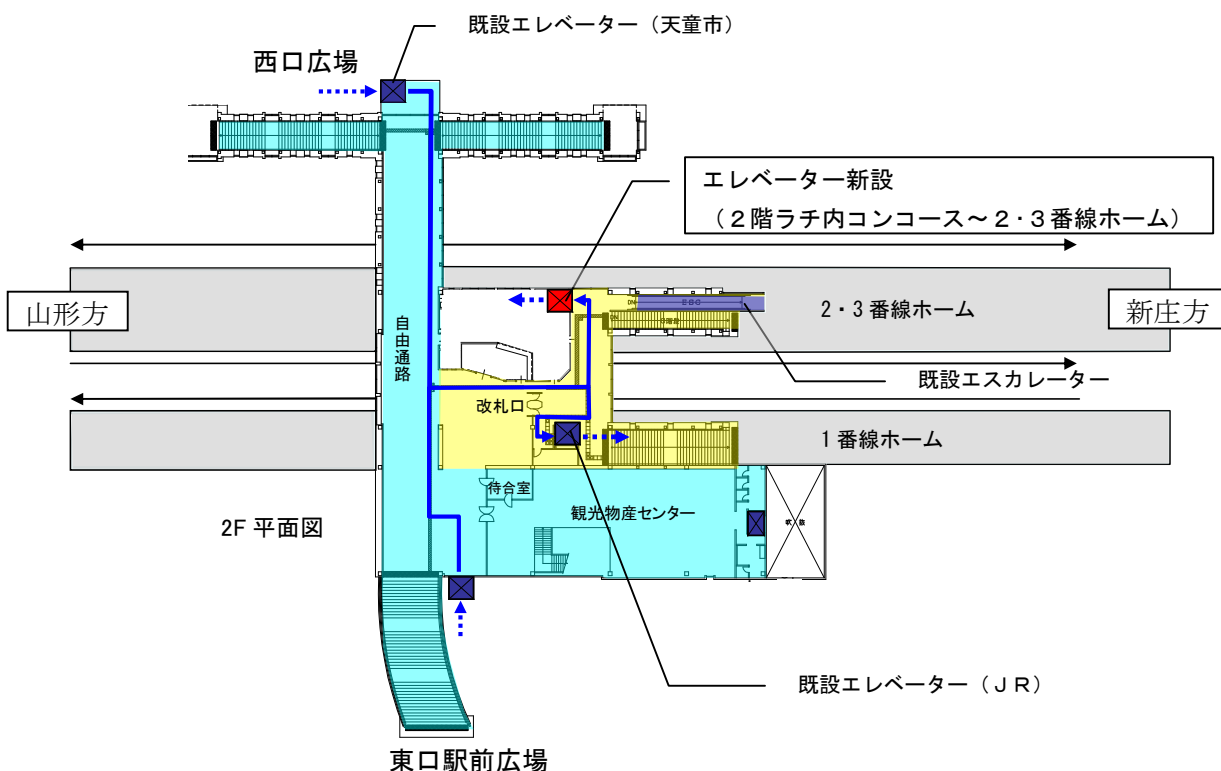 既設エレベーター（天童市）
西口広場
エレベーター新設
（２階ラチ内コンコース～２・３番線ホーム）
山形方
自由通路
2・3 番線ホーム
新庄方
既設エスカレーター
改札口
1 番線ホーム
待合室
観光物産センター
2F 平面図
吹抜
既設エレベーター（ＪＲ）
東口駅前広場